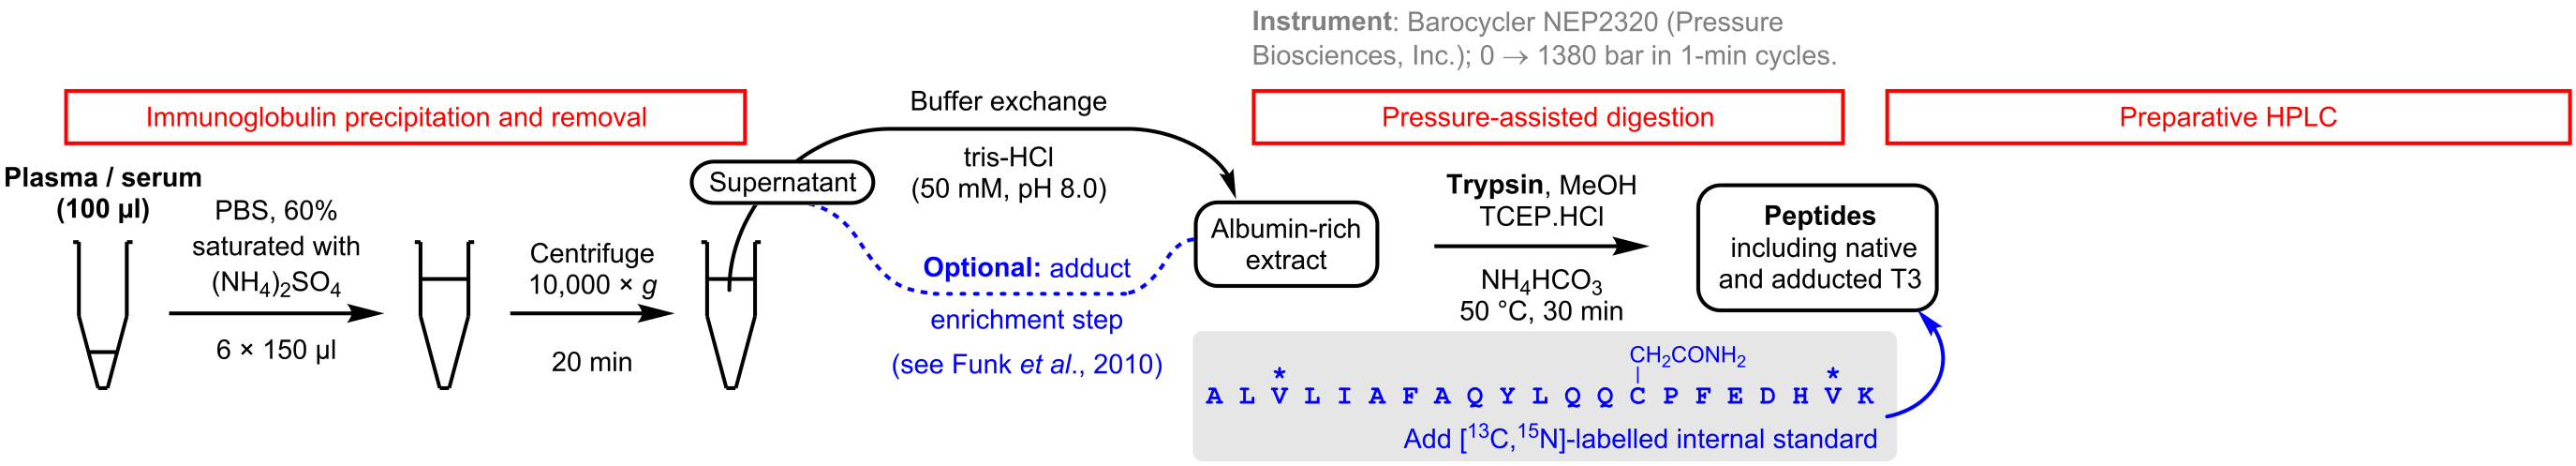 Instrument: Barocycler NEP2320 (Pressure
Biosciences, Inc.); 0 → 1380 bar in 1-min cycles.
Immunoglobulin precipitation and removal
Plasma / serum
(100 µl)
PBS, 60%
saturated with
(NH₄)₂SO₄
6 × 150 µl
Centrifuge
10,000 × g
20 min
Supernatant
Buffer exchange
tris-HCl
(50 mM, pH 8.0)
Optional: adduct
enrichment step
(see Funk et al., 2010)
Albumin-rich
extract
Pressure-assisted digestion
Trypsin, MeOH
TCEP.HCl
NH₄HCO₃
50 °C, 30 min
Preparative HPLC
Peptides
including native
and adducted T3
CH₂CONH₂
* *
A L V L I A F A Q Y L Q Q C P F E D H V K
Add [¹³C,¹⁵N]-labelled internal standard